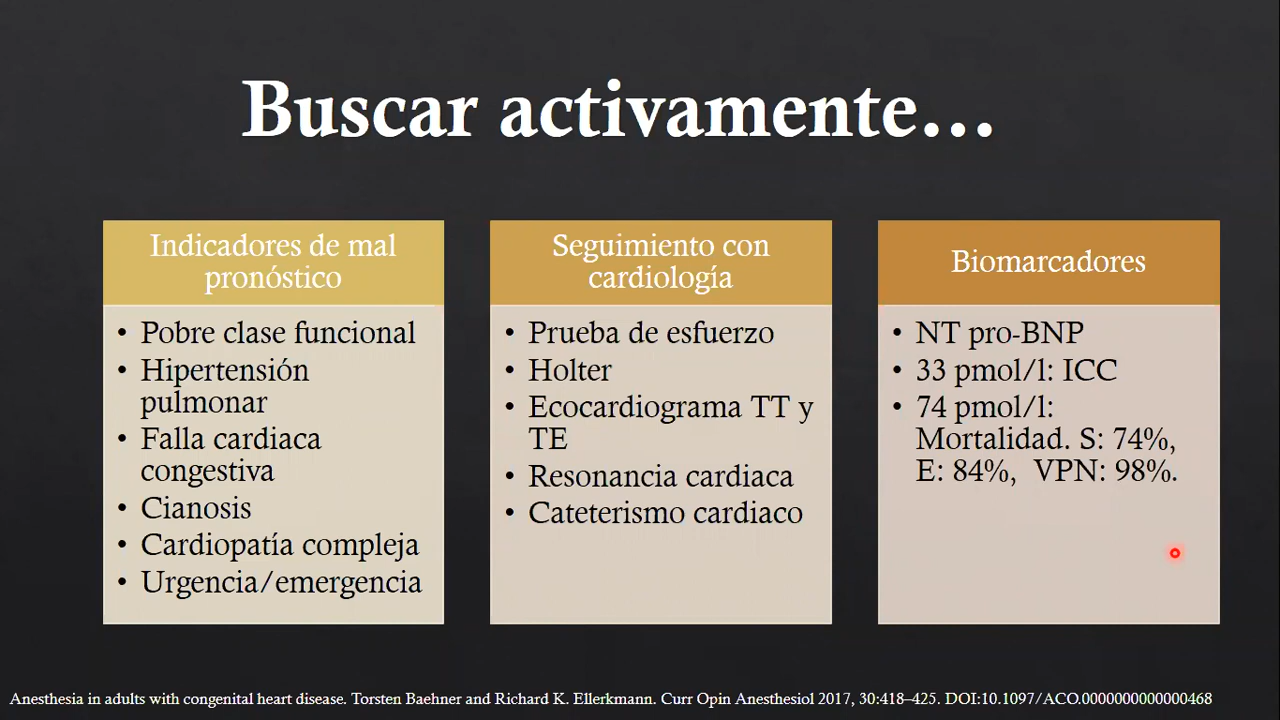 Buscar activamente…
Indicadores de mal
pronóstico
• Pobre clase funcional
• Hipertensión
pulmonar
• Falla cardiaca
congestiva
• Cianosis
• Cardiopatía compleja
• Urgencia/emergencia
Seguimiento con
cardiología
• Prueba de esfuerzo
• Holter
• Ecocardiograma TT y
TE
• Resonancia cardiaca
• Cateterismo cardiaco
Biomarcadores
• NT pro-BNP
• 33 pmol/l: ICC
• 74 pmol/l:
Mortalidad. S: 74%,
E: 84%, VPN: 98%.
Anesthesia in adults with congenital heart disease. Torsten Baehner and Richard K. Ellerkmann. Curr Opin Anesthesiol 2017, 30:418–425. DOI:10.1097/ACO.0000000000000468